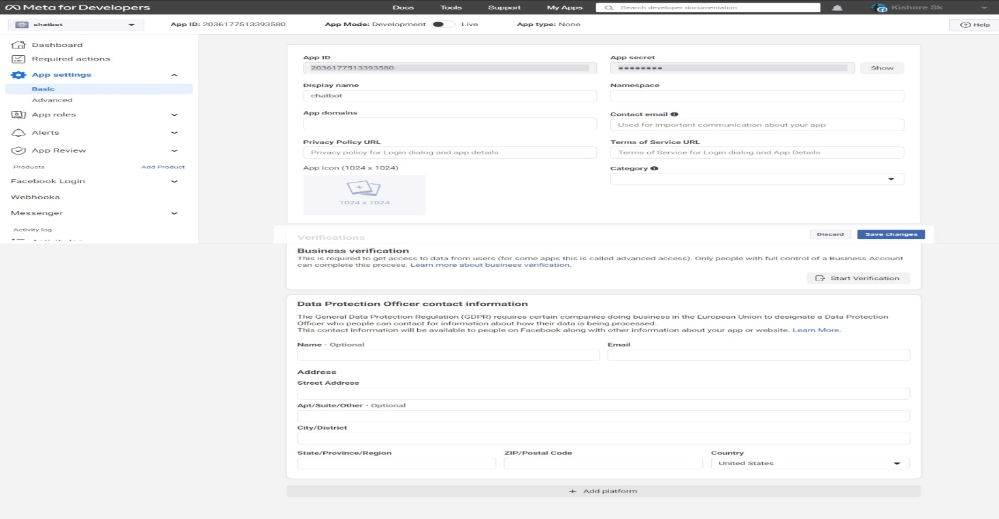 Meta for Developers
Docs Tools Support My Apps Search developer documentation Kishore Sk
chatbot App ID: 2036177513393580 App Mode: Development Live App type: None Help
Dashboard
Required actions
App settings
Basic
Advanced
App roles
Alerts
App Review
Products Add Product
Facebook Login
Webhooks
Messenger
Activity log
App ID App secret
2036177513393580 •••••••• Show
Display name Namespace
chatbot
App domains Contact email
Used for important communication about your app
Privacy Policy URL Terms of Service URL
Privacy policy for Login dialog and app details Terms of Service for Login dialog and App Details
App icon (1024 x 1024) Category
1024 x 1024
Verifications Discard Save changes
Business verification
This is required to get access to data from users (for some apps this is called advanced access). Only people with full control of a Business Account
can complete this process. Learn more about business verification.
Start Verification
Data Protection Officer contact information
The General Data Protection Regulation (GDPR) requires certain companies doing business in the European Union to designate a Data Protection
Officer who people can contact for information about how their data is being processed.
This contact information will be available to people on Facebook along with other information about your app or website. Learn More.
Name · Optional Email
Address
Street Address
Apt/Suite/Other · Optional
City/District
State/Province/Region ZIP/Postal Code Country
United States
+ Add platform